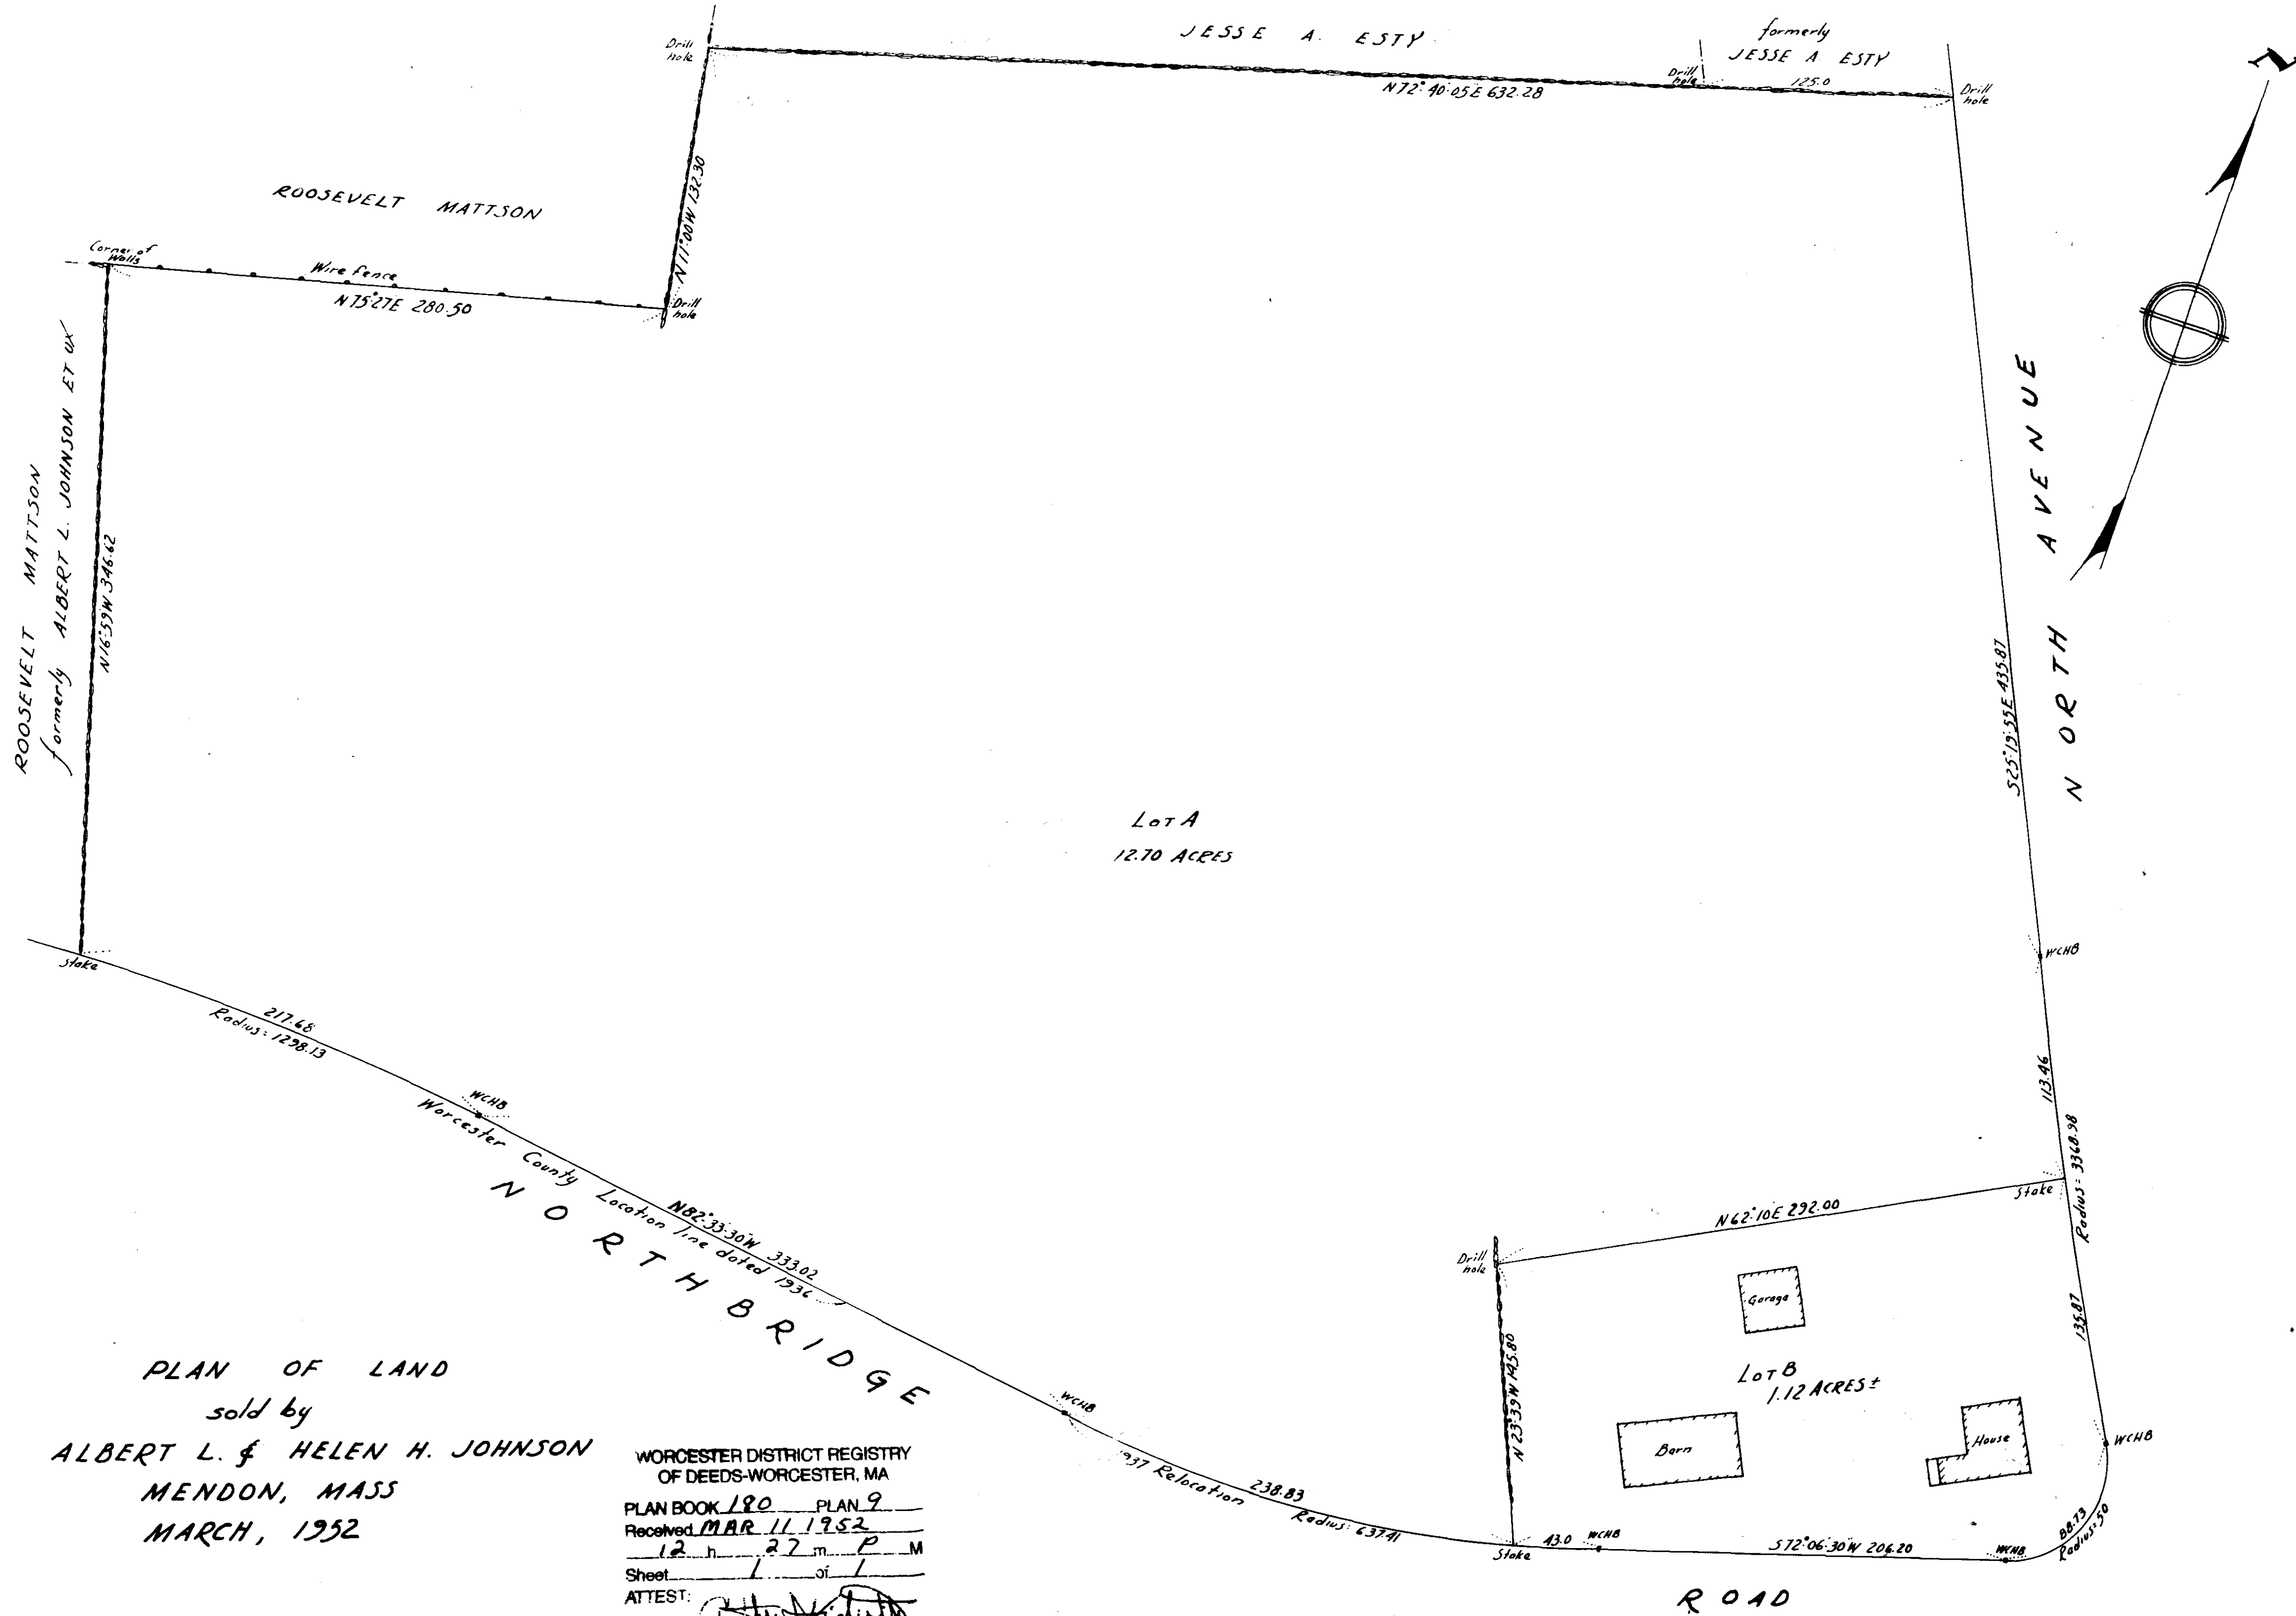 JESSE A. ESTY
formerly
JESSE A ESTY
N
Drill
hole
Drill
hole
125.0
Drill
hole
N72°40'05E 632.28
N11°00'W 132.30
ROOSEVELT MATTSON
Corner of
Walls
Wire Fence
N75°27E 280.50
Drill
hole
ROOSEVELT MATTSON
formerly ALBERT L. JOHNSON ET UX
N16°59'W 346.62
NORTH AVENUE
S25°19'55E 435.87
LOT A
12.70 ACRES
WCHB
Stake
217.68
Radius=1298.13
WCHB
113.46
Radius=3368.98
Stake
N62°10E 292.00
Worcester County Location line dated 1936
N82°33'30W 333.02
NORTHBRIDGE
Drill
hole
Garage
135.87
N23°39W 145.80
LOT B
1.12 ACRES±
PLAN OF LAND
sold by
ALBERT L. & HELEN H. JOHNSON
MENDON, MASS
MARCH, 1952
WCHB
House
WCHB
Barn
WORCESTER DISTRICT REGISTRY
OF DEEDS-WORCESTER, MA
PLAN BOOK 180 PLAN 9
Received MAR 11 1952
12 h 27 m P M
Sheet 1 of 1
ATTEST:
1937 Relocation
238.83
Radius=637.41
Stake
43.0
WCHB
S72°06'30W 206.20
WCHB
88.73
Radius=50
ROAD